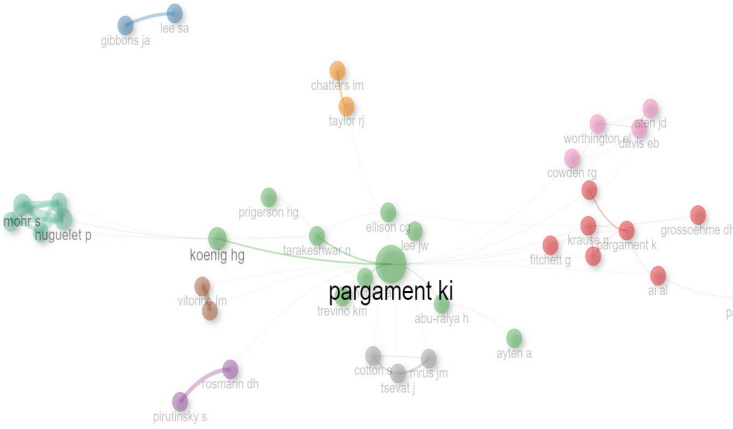 lee sa
gibbons ja
chatters lm
taylor rj
aten jd
worthington el
davis eb
cowden rg
prigerson hg
mohr s
huguelet p
ellison cg
lee jw
koenig hg
tarakeshwar n
krause n
pargament k
grossoehme dh
fitchett g
al al
pargament ki
vitorino lm
trevino km
abu-raiya h
ayten a
cotton s
mrus jm
tsevat j
rosmarin dh
pirutinsky s